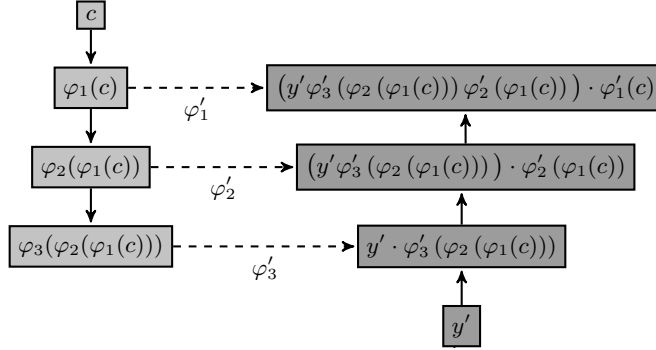 c
φ₁(c)
φ′₁
(y′φ′₃ (φ₂ (φ₁(c))) φ′₂ (φ₁(c)) ) · φ′₁(c)
φ₂(φ₁(c))
φ′₂
(y′φ′₃ (φ₂ (φ₁(c))) ) · φ′₂ (φ₁(c))
φ₃(φ₂(φ₁(c)))
φ′₃
y′ · φ′₃ (φ₂ (φ₁(c)))
y′